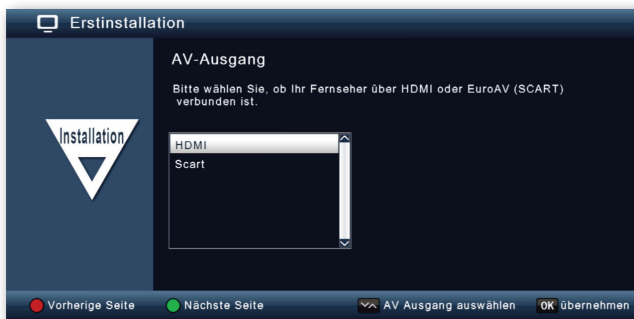 Erstinstallation
AV-Ausgang
Bitte wählen Sie, ob Ihr Fernseher über HDMI oder EuroAV (SCART)
verbunden ist.
Installation
HDMI
Scart
Vorherige Seite
Nächste Seite
AV Ausgang auswählen
OK übernehmen